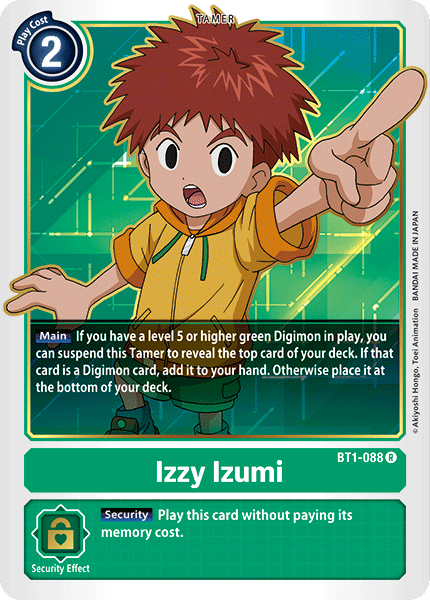 TAMER
Play Cost
2
Main If you have a level 5 or higher green Digimon in play, you
can suspend this Tamer to reveal the top card of your deck. If that
card is a Digimon card, add it to your hand. Otherwise place it at
the bottom of your deck.
©Akiyoshi Hongo, Toei Animation BANDAI MADE IN JAPAN
BT1-088 R
Izzy Izumi
Security Play this card without paying its
memory cost.
Security Effect